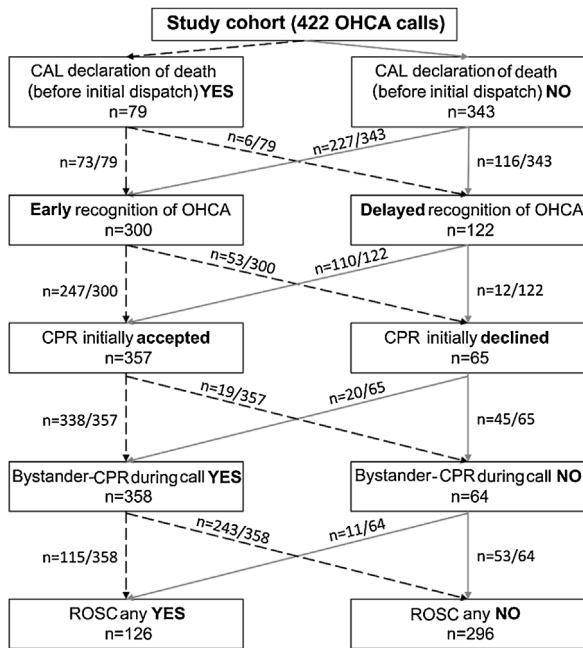 Study cohort (422 OHCA calls)
CAL declaration of death
(before initial dispatch) YES
n=79
CAL declaration of death
(before initial dispatch) NO
n=343
n=73/79
n=6/79
n=227/343
n=116/343
Early recognition of OHCA
n=300
Delayed recognition of OHCA
n=122
n=247/300
n=53/300
n=110/122
n=12/122
CPR initially accepted
n=357
CPR initially declined
n=65
n=338/357
n=19/357
n=20/65
n=45/65
Bystander-CPR during call YES
n=358
Bystander-CPR during call NO
n=64
n=115/358
n=243/358
n=11/64
n=53/64
ROSC any YES
n=126
ROSC any NO
n=296